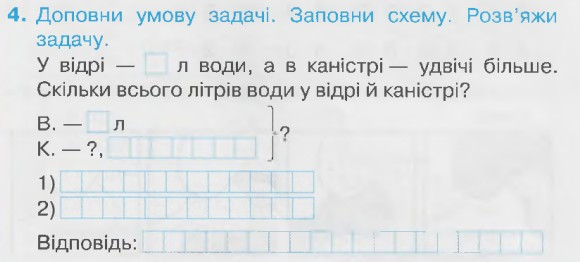 4. Доповни умову задачі. Заповни схему. Розв'яжи
задачу.
У відрі — л води, а в каністрі — удвічі більше.
Скільки всього літрів води у відрі й каністрі?
В. — л
К. — ?,
?
1)
2)
Відповідь: